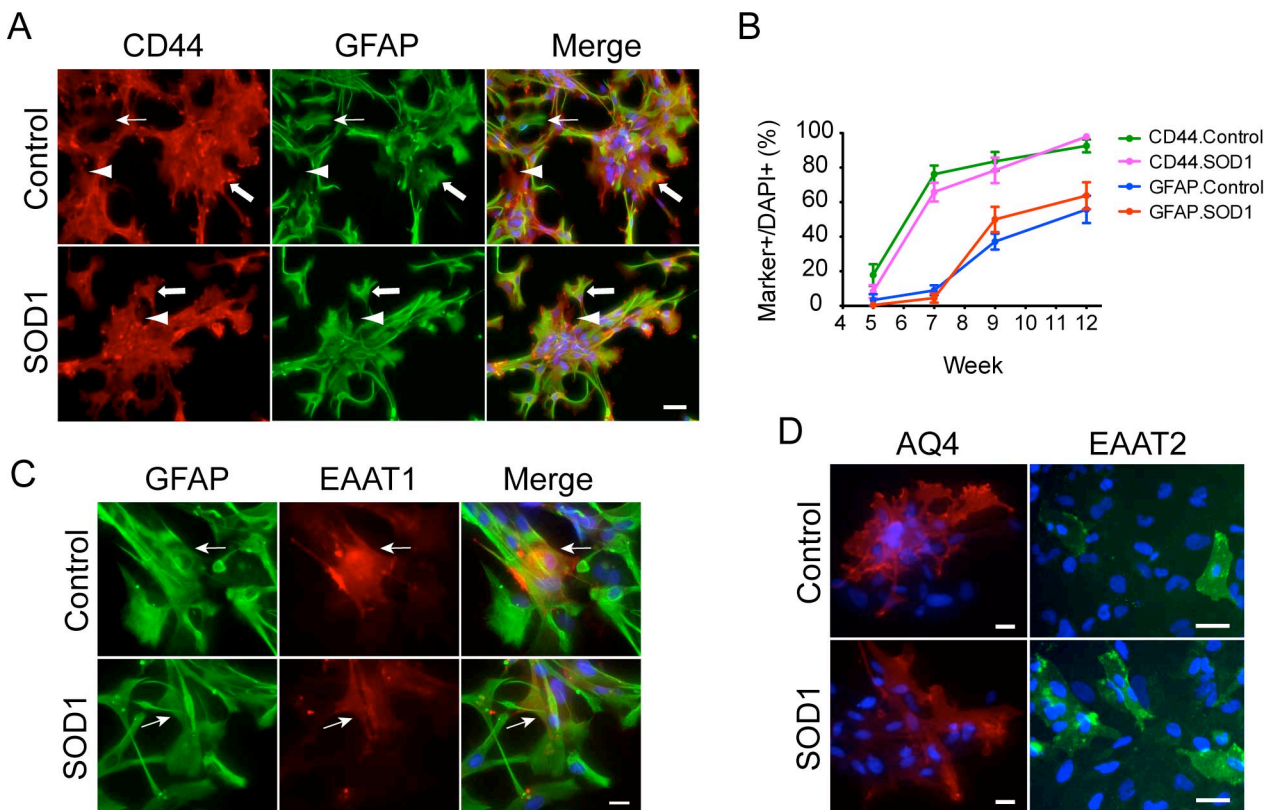 A
CD44 GFAP Merge
Control
SOD1
B
Marker+/DAPI+ (%)
100
80
60
40
20
0
4 5 6 7 8 9 10 11 12
Week
CD44.Control
CD44.SOD1
GFAP.Control
GFAP.SOD1
C
GFAP EAAT1 Merge
Control
SOD1
D
AQ4 EAAT2
Control
SOD1